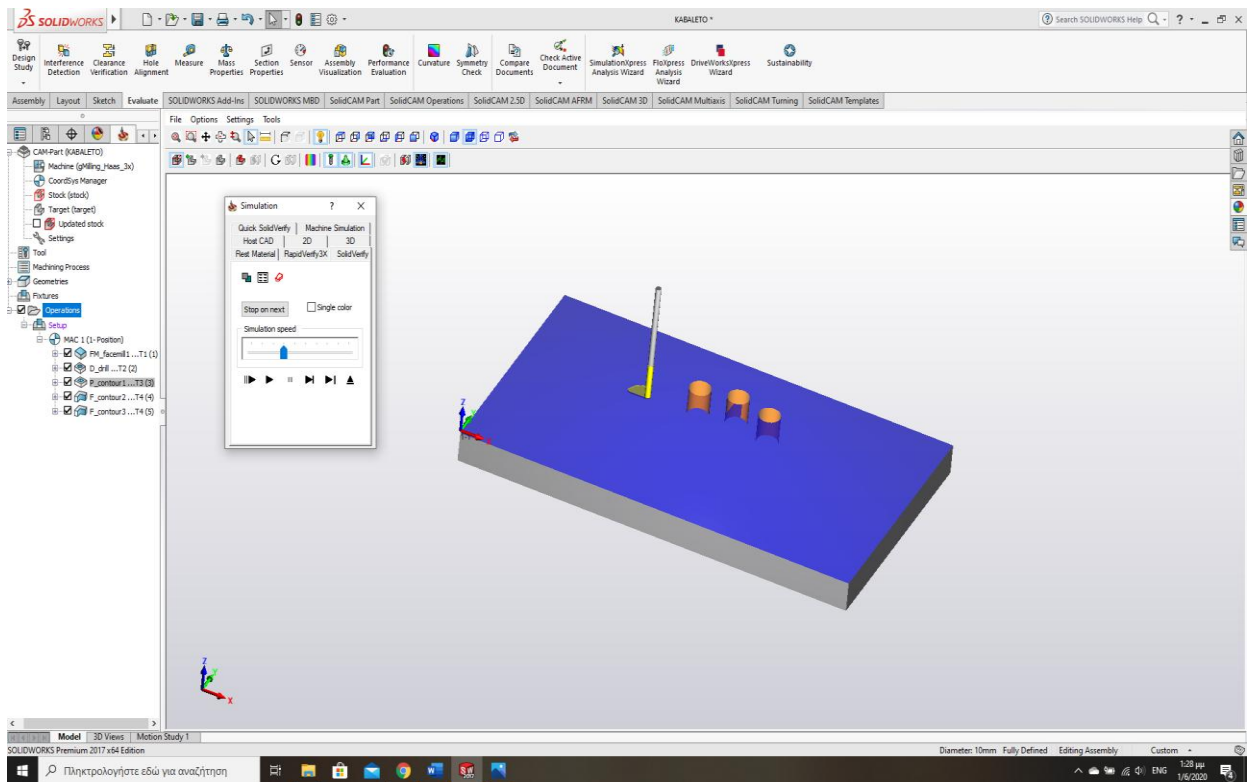 SOLIDWORKS
KABALETO *
Search SOLIDWORKS Help
Design Study
Interference Detection
Clearance Verification
Hole Alignment
Measure
Mass Properties
Section Properties
Sensor
Assembly Visualization
Performance Evaluation
Curvature
Symmetry Check
Compare Documents
Check Active Document
SimulationXpress Analysis Wizard
FloXpress Analysis Wizard
DriveWorksXpress Wizard
Sustainability
Assembly Layout Sketch Evaluate SOLIDWORKS Add-Ins SOLIDWORKS MBD SolidCAM Part SolidCAM Operations SolidCAM 2.5D SolidCAM AFRM SolidCAM 3D SolidCAM Multiaxis SolidCAM Turning SolidCAM Templates
File Options Settings Tools
CAM-Part (KABALETO)
Machine (gMilling_Haas_3x)
CoordSys Manager
Stock (stock)
Target (target)
Updated stock
Settings
Tool
Machining Process
Geometries
Fixtures
Operations
Setup
MAC 1 (1- Position)
FM_facemill1 ...T1 (1)
D_drill ...T2 (2)
P_contour1 ...T3 (3)
F_contour2 ...T4 (4)
F_contour3 ...T4 (5)
Simulation ? X
Quick SolidVerify Machine Simulation
Host CAD 2D 3D
Rest Material RapidVerify3X SolidVerify
Stop on next Single color
Simulation speed
Z
Z
Y
X
Model 3D Views Motion Study 1
SOLIDWORKS Premium 2017 x64 Edition
Diameter: 10mm Fully Defined Editing Assembly Custom
Πληκτρολογήστε εδώ για αναζήτηση
ENG
1:28 μμ
1/6/2020